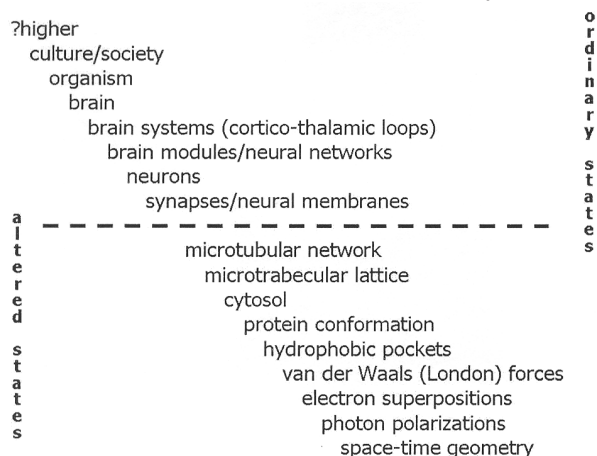 ?higher
culture/society
organism
brain
brain systems (cortico-thalamic loops)
brain modules/neural networks
neurons
synapses/neural membranes
ordinary states
microtubular network
microtrabecular lattice
cytosol
protein conformation
hydrophobic pockets
van der Waals (London) forces
electron superpositions
photon polarizations
space-time geometry
altered states